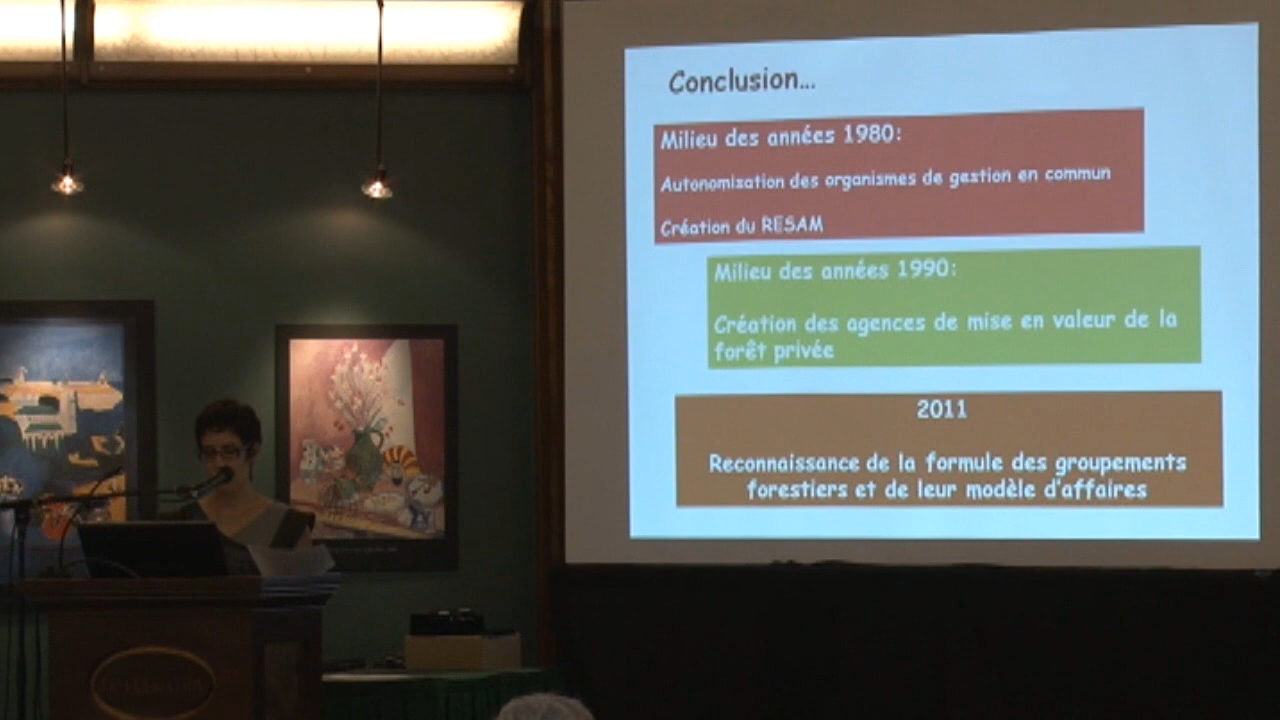 Conclusion...
Milieu des années 1980:
Autonomisation des organismes de gestion en commun
Création du RESAM
Milieu des années 1990:
Création des agences de mise en valeur de la
forêt privée
2011
Reconnaissance de la formule des groupements
forestiers et de leur modèle d'affaires